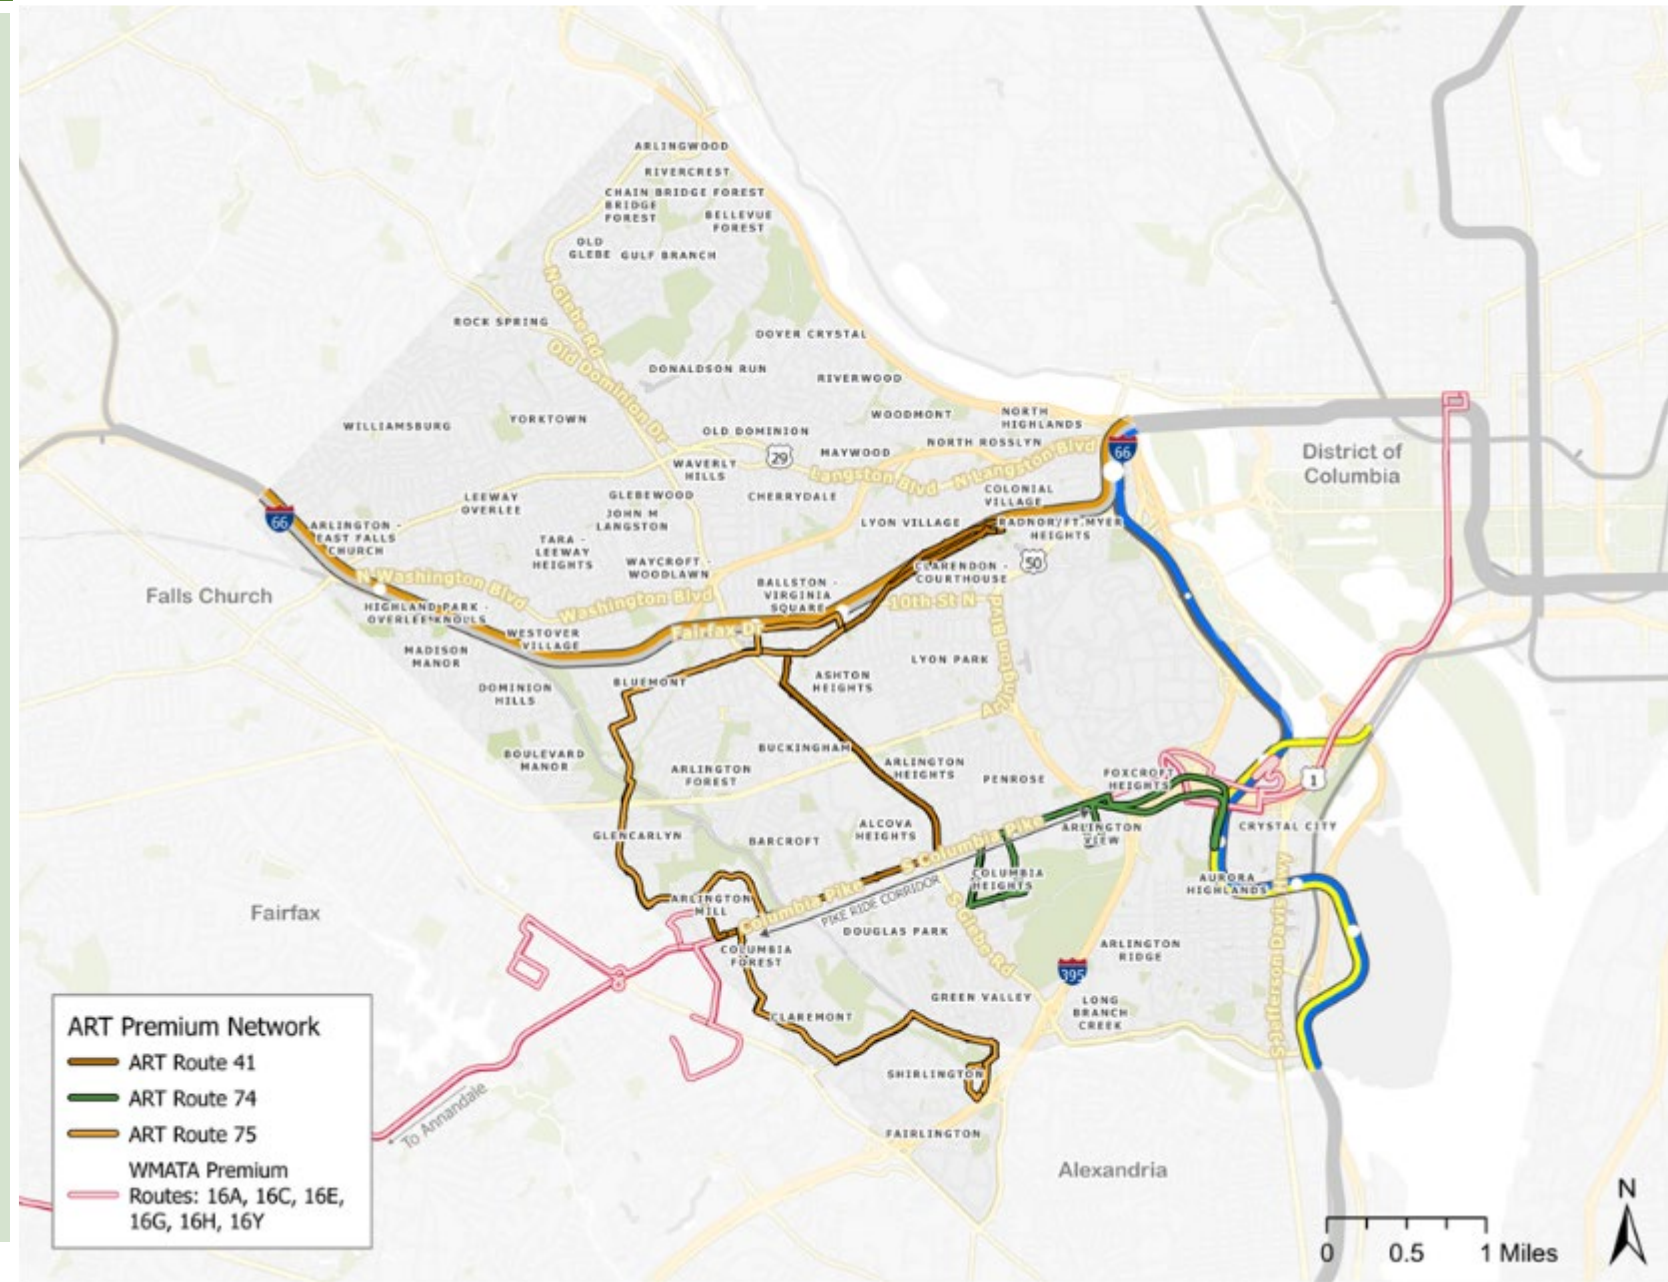 ARLINGWOOD
RIVERCREST
CHAIN BRIDGE FOREST
BRIDGE
FOREST
BELLEVUE
FOREST
OLD
GLEBE
GULF BRANCH
N Glebe Rd
ROCK SPRING
Old Dominion Dr
DOVER CRYSTAL
DONALDSON RUN
RIVERWOOD
WILLIAMSBURG
YORKTOWN
WOODMONT
NORTH
HIGHLANDS
OLD DOMINION
NORTH ROSSLYN
29
MAYWOOD
66
District of
Columbia
WAVERLY
HILLS
Langston Blvd
N Langston Blvd
LEEWAY
OVERLEE
GLEBEWOOD
CHERRYDALE
COLONIAL
VILLAGE
JOHN M
LANGSTON
66
ARLINGTON -
EAST FALLS
CHURCH
LYON VILLAGE
RADNOR/FT.MYER
HEIGHTS
TARA -
LEEWAY
HEIGHTS
WAYCROFT -
WOODLAWN
50
CLARENDON -
COURTHOUSE
Falls Church
N Washington Blvd
Washington Blvd
BALLSTON -
VIRGINIA
SQUARE
10th St N
HIGHLAND PARK -
OVERLEE KNOLLS
Fairfax Dr
WESTOVER
VILLAGE
MADISON
MANOR
LYON PARK
Arlington Blvd
DOMINION
HILLS
BLUEMONT
ASHTON
HEIGHTS
BOULEVARD
MANOR
BUCKINGHAM
ARLINGTON
FOREST
ARLINGTON
HEIGHTS
PENROSE
FOXCROFT
HEIGHTS
1
GLENCARLYN
BARCROFT
ALCOVA
HEIGHTS
S Columbia Pike
ARLINGTON
VIEW
CRYSTAL CITY
COLUMBIA
HEIGHTS
AURORA
HIGHLANDS
ARLINGTON
MILL
Columbia Pike
PIKE RIDE CORRIDOR
S Glebe Rd
S Jefferson Davis Hwy
Fairfax
DOUGLAS PARK
COLUMBIA
FOREST
ARLINGTON
RIDGE
395
GREEN VALLEY
LONG
BRANCH
CREEK
CLAREMONT
SHIRLINGTON
FAIRLINGTON
Alexandria
To Annandale
ART Premium Network
ART Route 41
ART Route 74
ART Route 75
WMATA Premium
Routes: 16A, 16C, 16E,
16G, 16H, 16Y
N
0 0.5 1 Miles